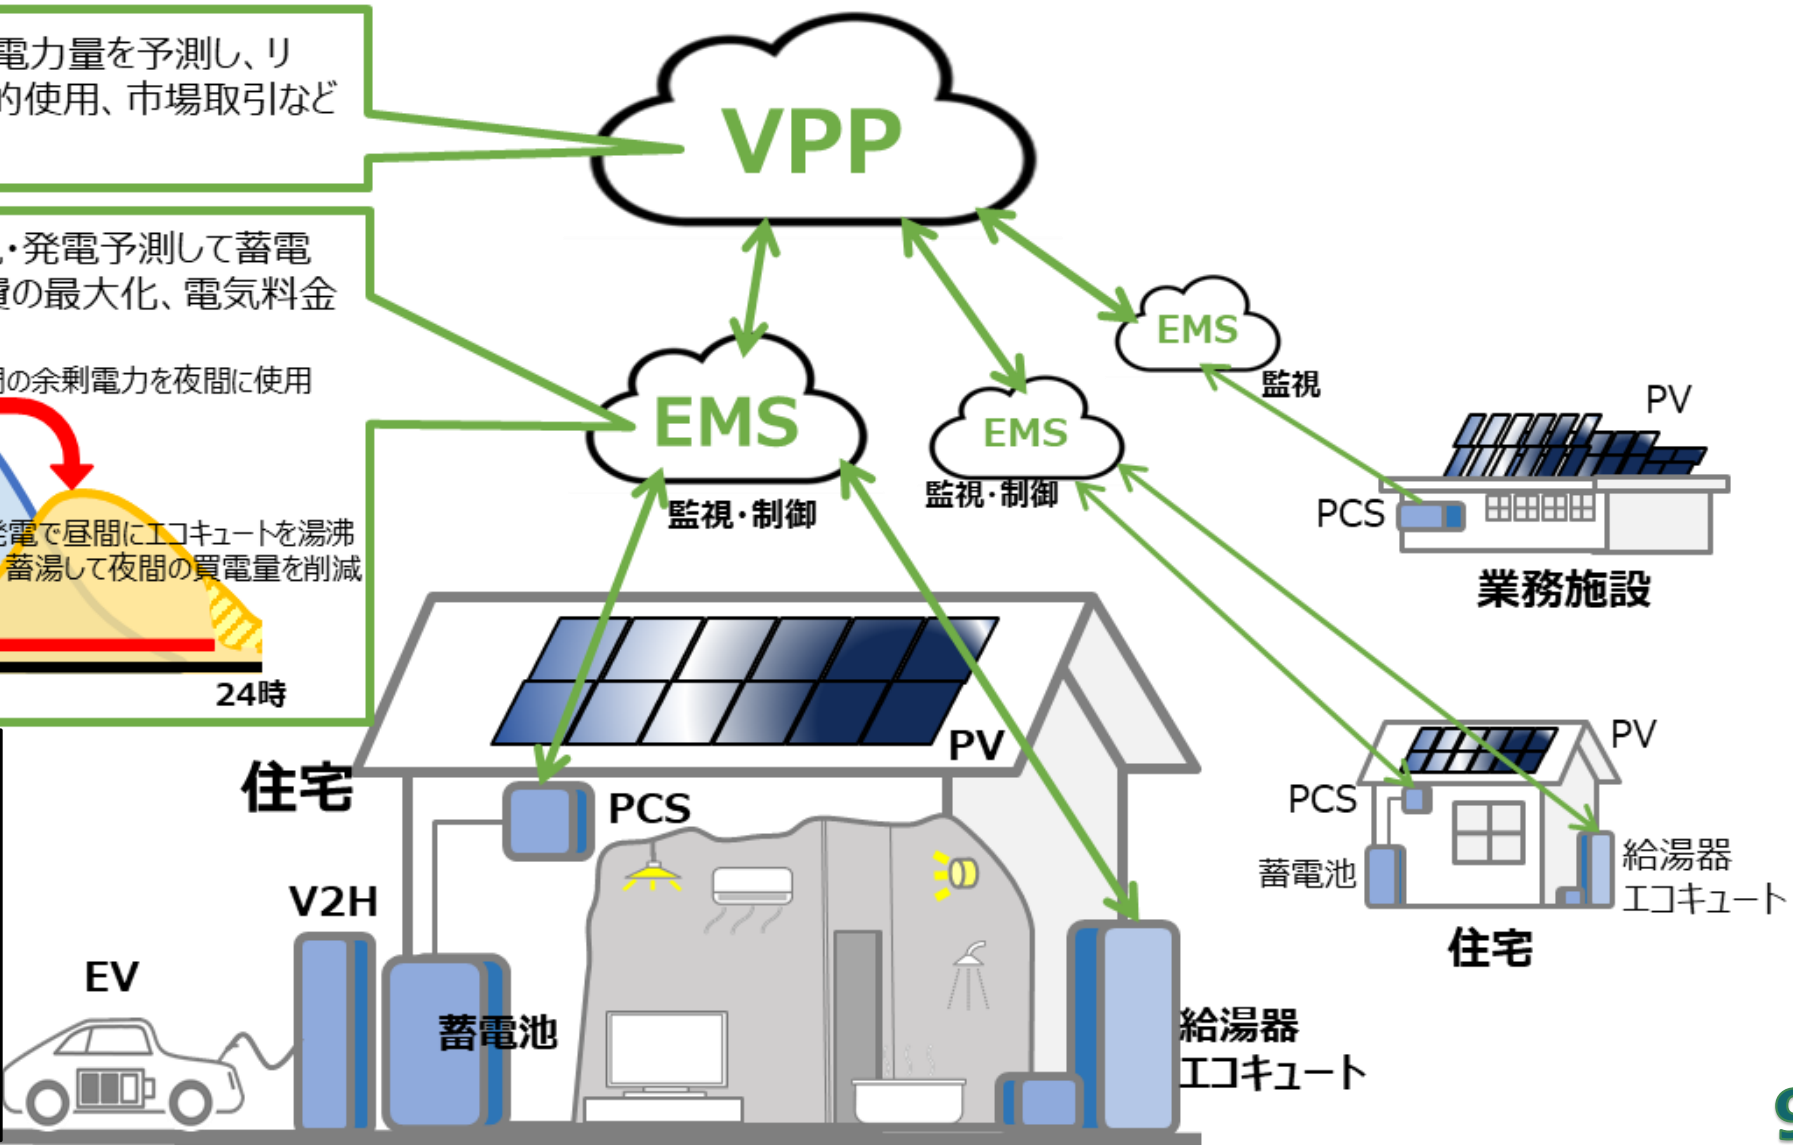 電力量を予測し、リ
的使用、市場取引など
VPP
・発電予測して蓄電
費の最大化、電気料金
間の余剰電力を夜間に使用
発電で昼間にエコキュートを湯沸
蓄湯して夜間の買電量を削減
24時
EMS
監視・制御
EMS
監視・制御
EMS
監視
PV
PCS
業務施設
住宅
PV
PCS
V2H
EV
蓄電池
給湯器
エコキュート
PV
PCS
蓄電池
給湯器
エコキュート
住宅